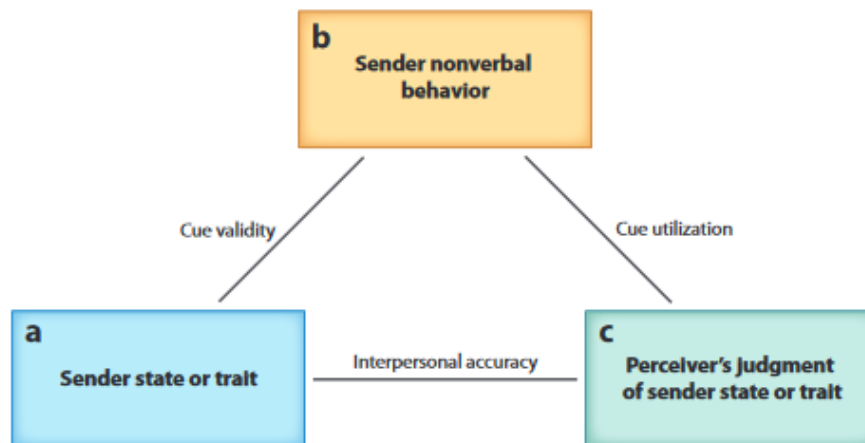 b
Sender nonverbal
behavior
Cue validity
Cue utilization
a
Sender state or trait
Interpersonal accuracy
c
Perceiver's judgment
of sender state or trait